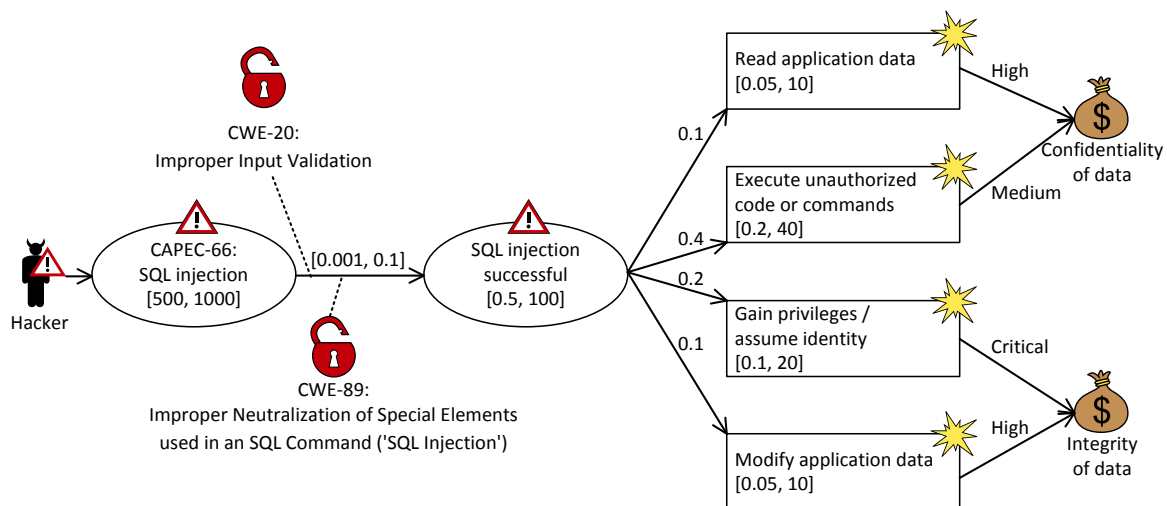 Hacker
CAPEC-66:
SQL injection
[500, 1000]
CWE-20:
Improper Input Validation
[0.001, 0.1]
CWE-89:
Improper Neutralization of Special Elements
used in an SQL Command ('SQL Injection')
SQL injection
successful
[0.5, 100]
0.1
0.4
0.2
0.1
Read application data
[0.05, 10]
Execute unauthorized
code or commands
[0.2, 40]
Gain privileges /
assume identity
[0.1, 20]
Modify application data
[0.05, 10]
High
Medium
Critical
High
$
Confidentiality
of data
$
Integrity
of data